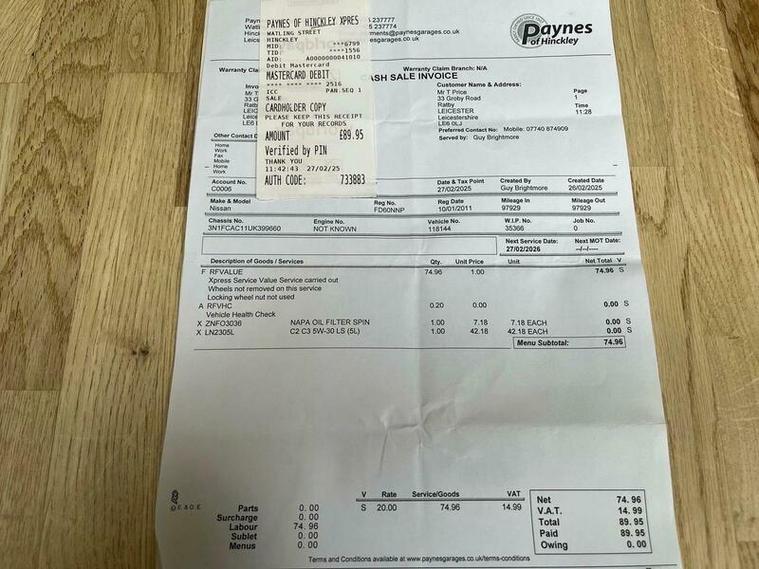 PAYNES OF HINCKLEY XPRES
WATLING STREET
HINCKLEY
MID: ****6799
TID: ****1556
AID: A0000000041010
Debit Mastercard
MASTERCARD DEBIT
**** **** **** 2516
ICC PAN.SEQ 1
SALE
CARDHOLDER COPY
PLEASE KEEP THIS RECEIPT
FOR YOUR RECORDS
AMOUNT £89.95
Verified by PIN
THANK YOU
11:42:43 27/02/25
AUTH CODE: 733883
237777
237774
ments@paynesgarages.co.uk
esgarages.co.uk
Paynes
of Hinckley
Warranty Claim Branch: N/A
CASH SALE INVOICE
Customer Name & Address:
Mr T Price
33 Groby Road
Ratby
LEICESTER
Leicestershire
LE6 0LJ
Page
1
Time
11:28
Preferred Contact No: Mobile: 07740 874909
Served by: Guy Brightmore
Other Contact D
Home
Work
Fax
Mobile
Home
Work
Account No. Date & Tax Point Created By Created Date
C0006 27/02/2025 Guy Brightmore 26/02/2025
Make & Model Reg No. Reg Date Mileage In Mileage Out
Nissan FD60NNP 10/01/2011 97929 97929
Chassis No. Engine No. Vehicle No. W.I.P. No. Job No.
3N1FCAC11UK399660 NOT KNOWN 118144 35366 0
Next Service Date: Next MOT Date:
27/02/2026 --/--/--
Description of Goods / Services Qty. Unit Price Unit Net Total V
F RFVALUE 74.96 1.00 74.96 S
Xpress Service Value Service carried out
Wheels not removed on this service
Locking wheel nut not used
A RFVHC 0.20 0.00 0.00 S
Vehicle Health Check
X ZNFO3036 NAPA OIL FILTER SPIN 1.00 7.18 7.18 EACH 0.00 S
X LN2305L C2 C3 5W-30 LS (5L) 1.00 42.18 42.18 EACH 0.00 S
Menu Subtotal: 74.96
E & O E
Parts 0.00
Surcharge 0.00
Labour 74.96
Sublet 0.00
Menus 0.00
V Rate Service/Goods VAT
S 20.00 74.96 14.99
Net 74.96
V.A.T. 14.99
Total 89.95
Paid 89.95
Owing 0.00
Terms and Conditions available at www.paynesgarages.co.uk/terms-conditions